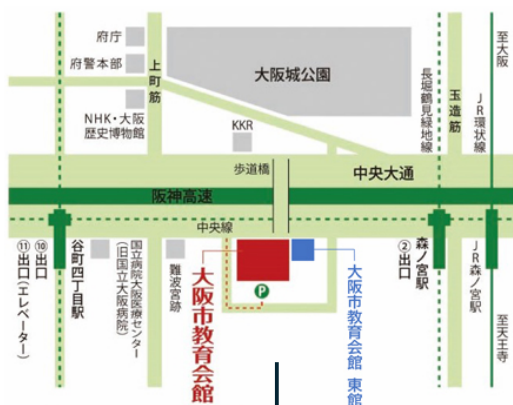 府庁
府警本部
NHK・大阪
歴史博物館
上町筋
大阪城公園
KKR
長堀鶴見緑地線
玉造筋
至大阪
JR環状線
歩道橋
中央大通
阪神高速
中央線
⑪出口(エレベーター)
⑩出口
谷町四丁目駅
国立病院大阪医療センター
(旧国立大阪病院)
難波宮跡
大阪市教育会館
P
大阪市教育会館 東館
②出口
森ノ宮駅
JR森ノ宮駅
至天王寺